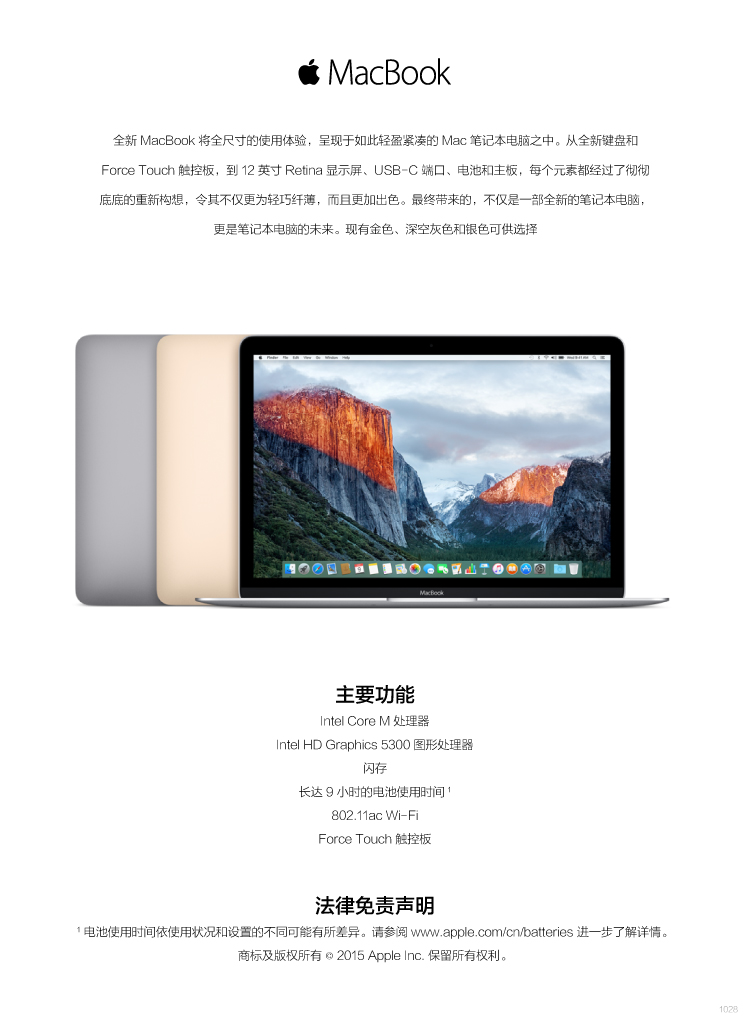 MacBook
全新 MacBook 将全尺寸的使用体验，呈现于如此轻盈紧凑的 Mac 笔记本电脑之中。从全新键盘和
Force Touch 触控板，到 12 英寸 Retina 显示屏、USB-C 端口、电池和主板，每个元素都经过了彻彻
底底的重新构想，令其不仅更为轻巧纤薄，而且更加出色。最终带来的，不仅是一部全新的笔记本电脑，
更是笔记本电脑的未来。现有金色、深空灰色和银色可供选择
Finder File Edit View Go Window Help
Wed 9:41 AM
MacBook
主要功能
Intel Core M 处理器
Intel HD Graphics 5300 图形处理器
闪存
长达 9 小时的电池使用时间¹
802.11ac Wi-Fi
Force Touch 触控板
法律免责声明
¹ 电池使用时间依使用状况和设置的不同可能有所差异。请参阅 www.apple.com/cn/batteries 进一步了解详情。
商标及版权所有 © 2015 Apple Inc. 保留所有权利。
1028